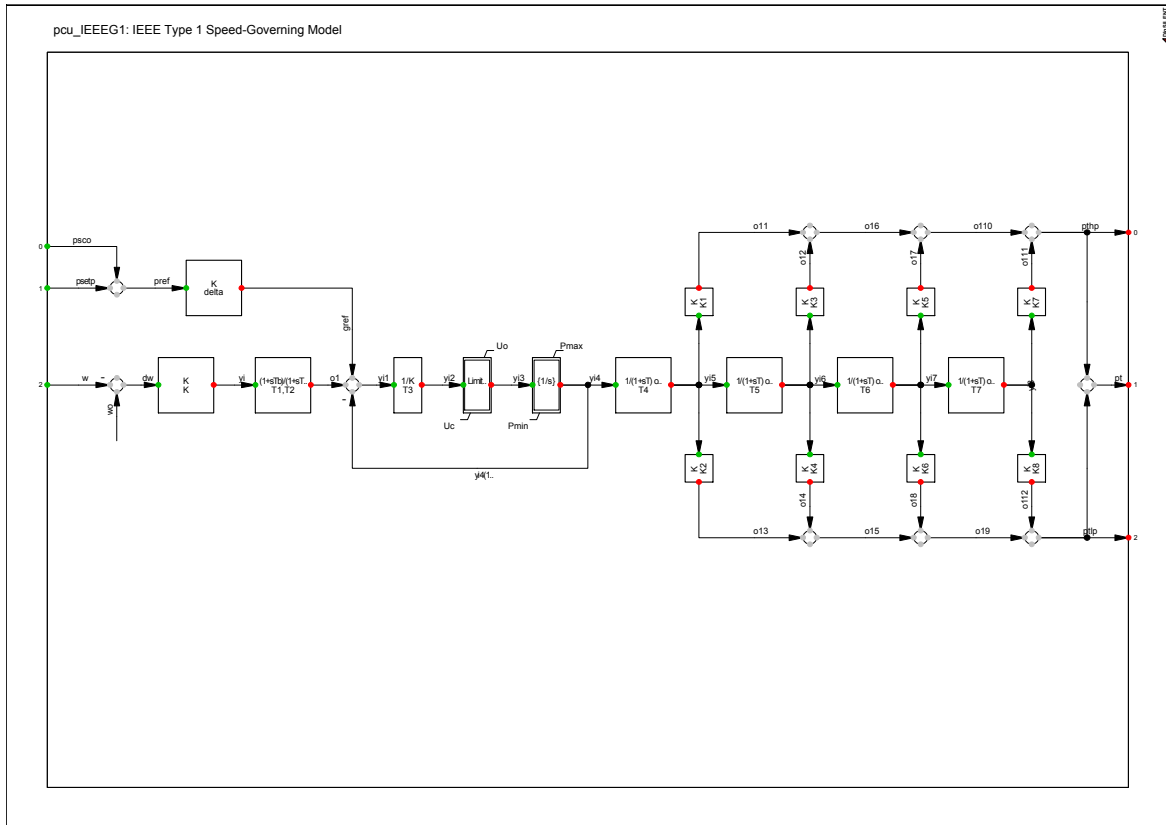 pcu_IEEEG1: IEEE Type 1 Speed-Governing Model
DIgSILENT
0
psco
1
psetp
pref
K
delta
gref
2
w
-
wo
dw
K
K
yi
(1+sTb)/(1+sT..
T1,T2
o1
-
yi1
1/K
T3
yi2
Limit..
Uo
Uc
yi3
{1/s}
Pmax
Pmin
yi4
yi4(1..
1/(1+sT) o..
T4
yi5
1/(1+sT) o..
T5
yi6
1/(1+sT) o..
T6
yi7
1/(1+sT) o..
T7
K
K1
K
K3
K
K5
K
K7
K
K2
K
K4
K
K6
K
K8
o11
o12
o16
o17
o110
o111
pthp
0
pt
1
o13
o14
o15
o18
o19
o112
ptlp
2